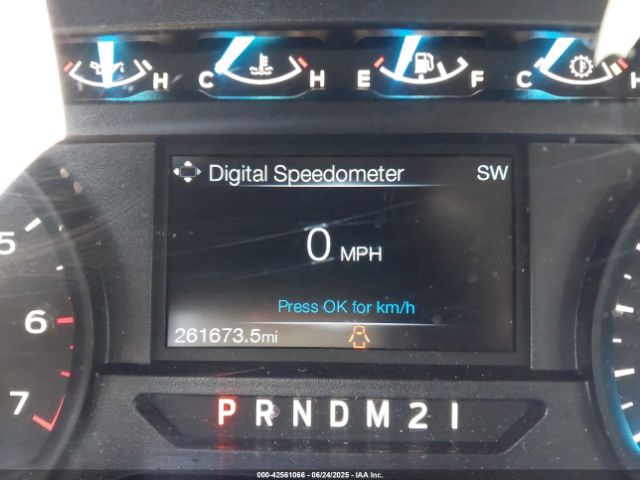 H C H E F C H
Digital Speedometer SW
0 MPH
Press OK for km/h
261673.5mi
5
6
7
P R N D M 2 1
000-42561066 - 06/24/2025 - IAA Inc.